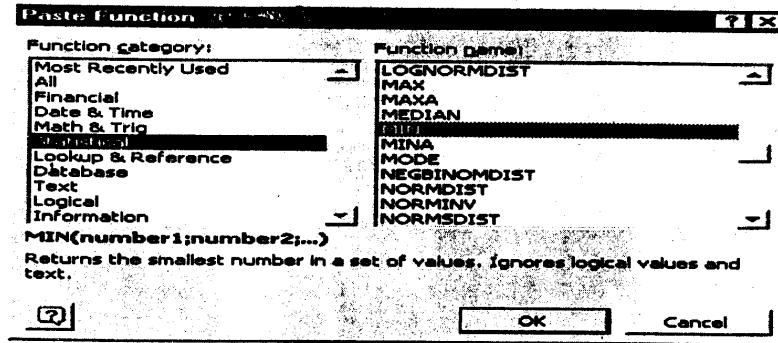 Paste Function
Function category:
Most Recently Used
All
Financial
Date & Time
Math & Trig
Statistical
Lookup & Reference
Database
Text
Logical
Information
Function name:
LOGNORMDIST
MAX
MAXA
MEDIAN
MIN
MINA
MODE
NEGBINOMDIST
NORMDIST
NORMINV
NORMSDIST
MIN(number1;number2;...)
Returns the smallest number in a set of values. Ignores logical values and
text.
OK
Cancel